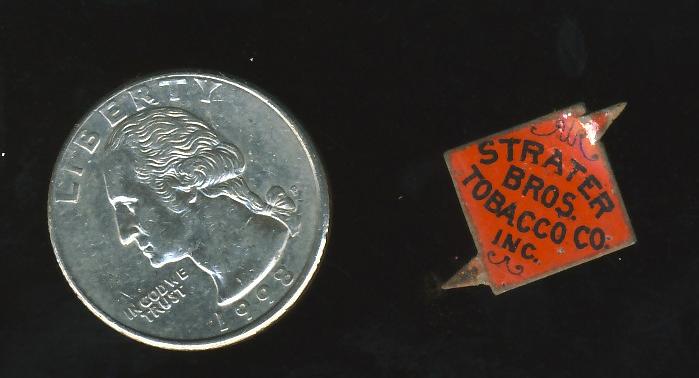 LIBERTY
IN GOD WE
TRUST
1998
STRATER
BROS.
TOBACCO CO.
INC.